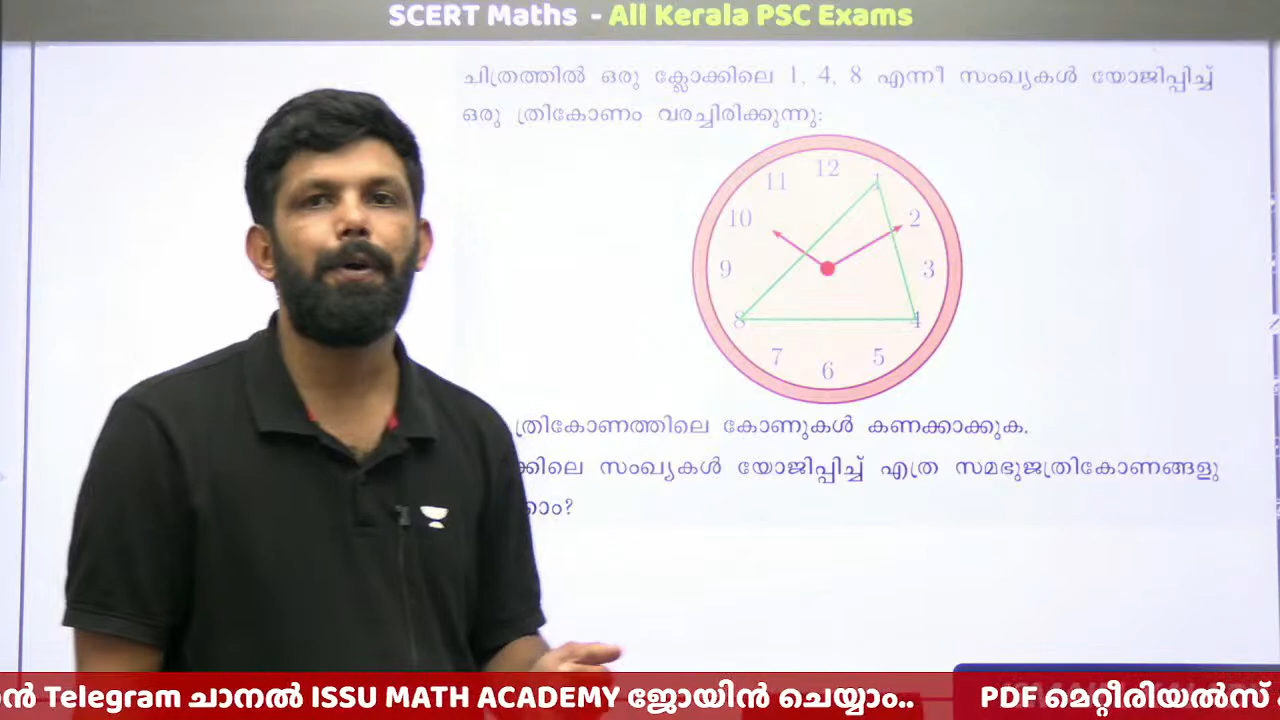 SCERT Maths - All Kerala PSC Exams
ചിത്രത്തിൽ ഒരു ക്ലോക്കിലെ 1, 4, 8 എന്നീ സംഖ്യകൾ യോജിപ്പിച്ച്
ഒരു ത്രികോണം വരച്ചിരിക്കുന്നു:
12
11 1
10 2
9 3
8 4
7 5
6
ത്രികോണത്തിലെ കോണുകൾ കണക്കാക്കുക.
സംഖ്യകൾ യോജിപ്പിച്ച് എത്ര സമഭുജത്രികോണങ്ങളു
Telegram ചാനൽ ISSU MATH ACADEMY ജോയിൻ ചെയ്യാം.. PDF മെറ്റീരിയൽസ്